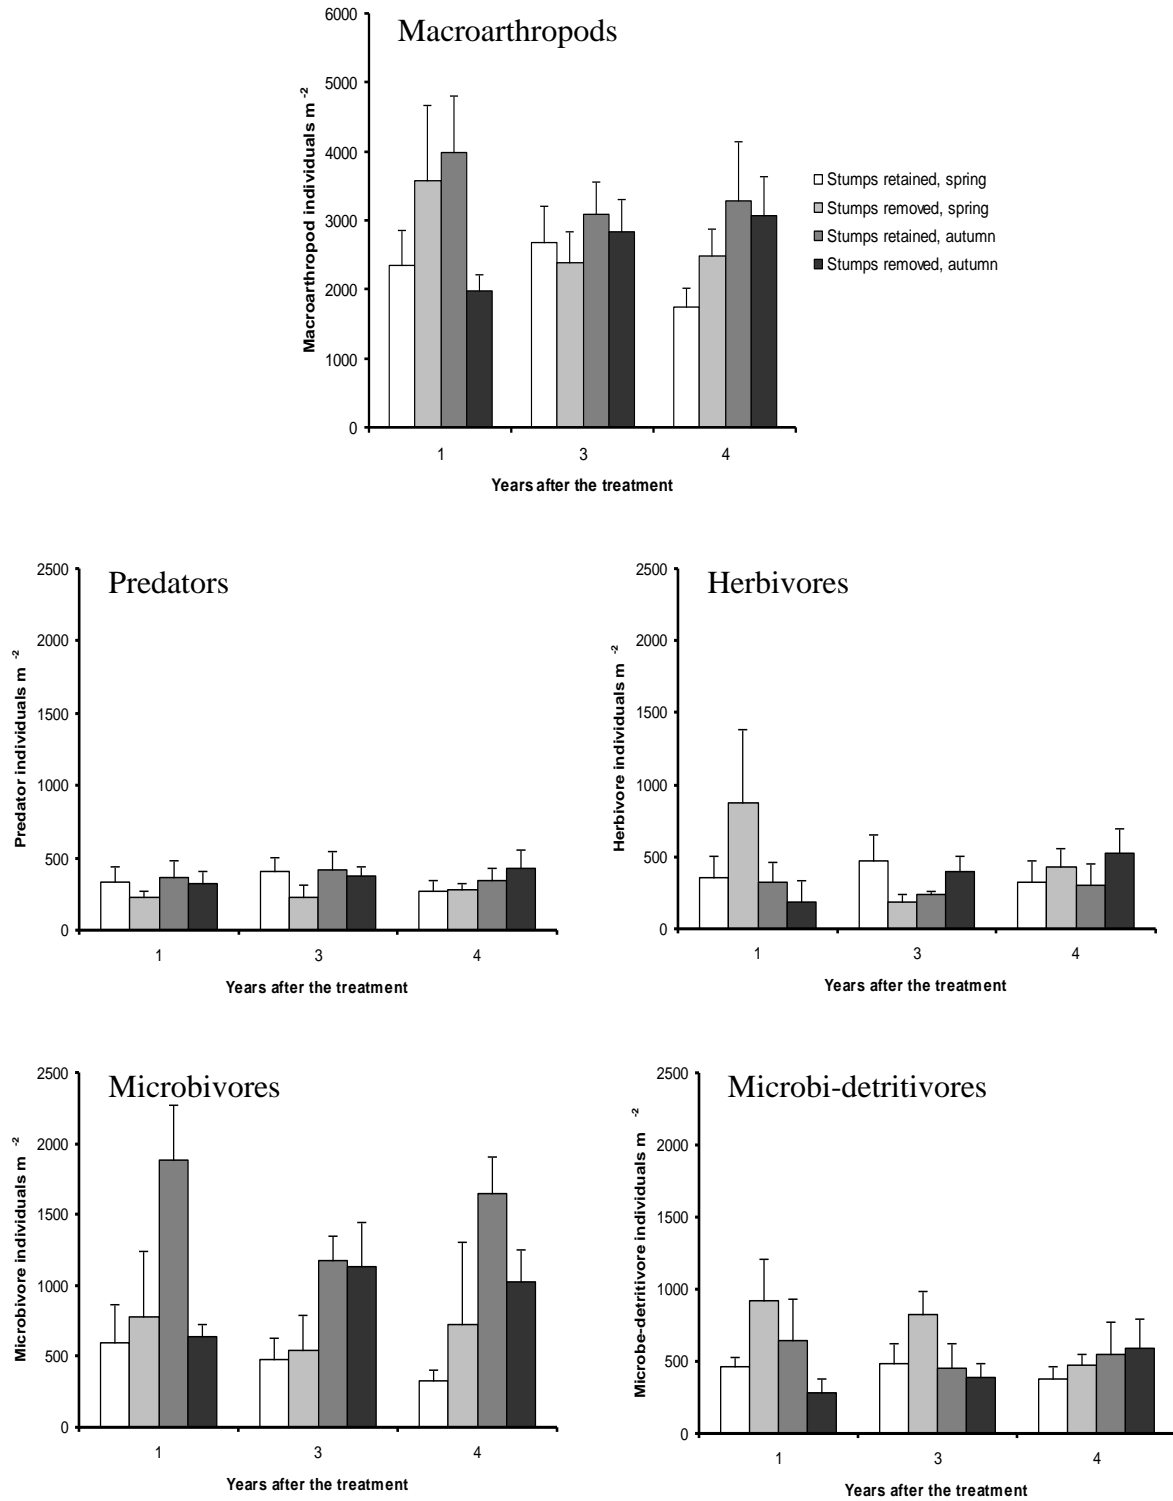 Macroarthropods
6000
5000
4000
3000
2000
1000
0
Macroarthropod individuals m -2
1 3 4
Years after the treatment
Stumps retained, spring
Stumps removed, spring
Stumps retained, autumn
Stumps removed, autumn
Predators
2500
2000
1500
1000
500
0
Predator individuals m -2
1 3 4
Years after the treatment
Herbivores
2500
2000
1500
1000
500
0
Herbivore individuals m -2
1 3 4
Years after the treatment
Microbivores
2500
2000
1500
1000
500
0
Microbivore individuals m -2
1 3 4
Years after the treatment
Microbi-detritivores
2500
2000
1500
1000
500
0
Microbe-detritivore individuals m -2
1 3 4
Years after the treatment